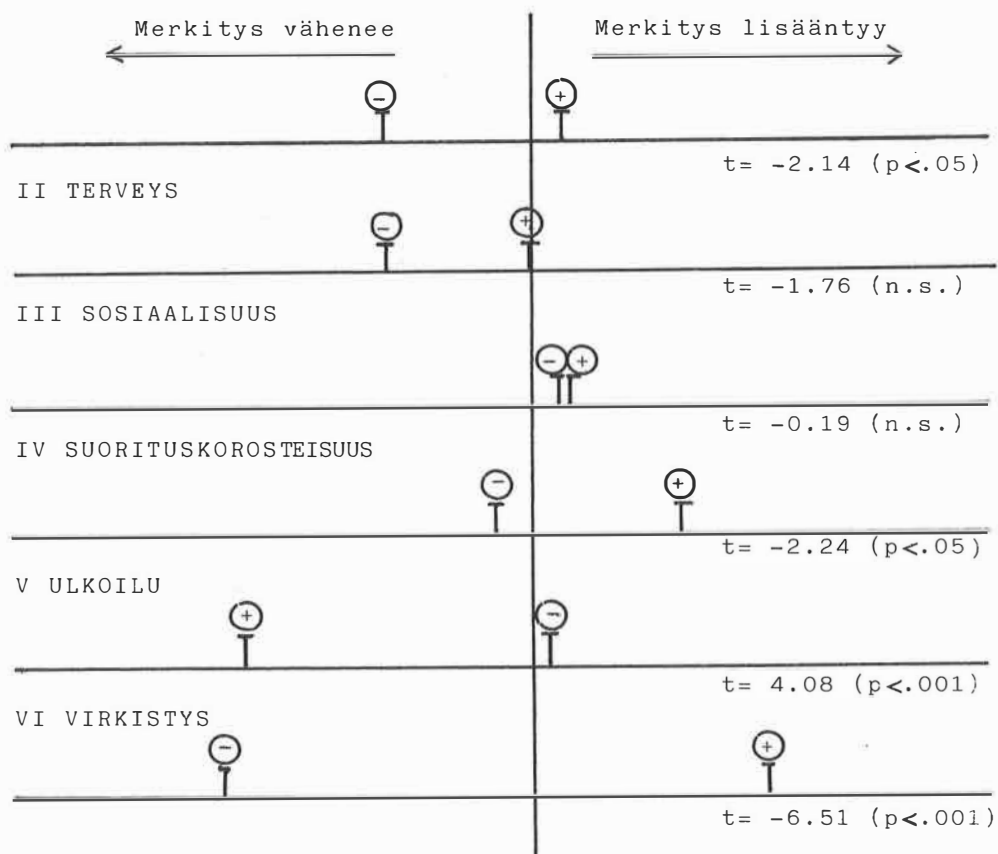 Merkitys vähenee Merkitys lisääntyy
- +
t= -2.14 (p<.05)
II TERVEYS
- +
t= -1.76 (n.s.)
III SOSIAALISUUS
- +
t= -0.19 (n.s.)
IV SUORITUSKOROSTEISUUS
- +
t= -2.24 (p<.05)
V ULKOILU
+ -
t= 4.08 (p<.001)
VI VIRKISTYS
- +
t= -6.51 (p<.001)